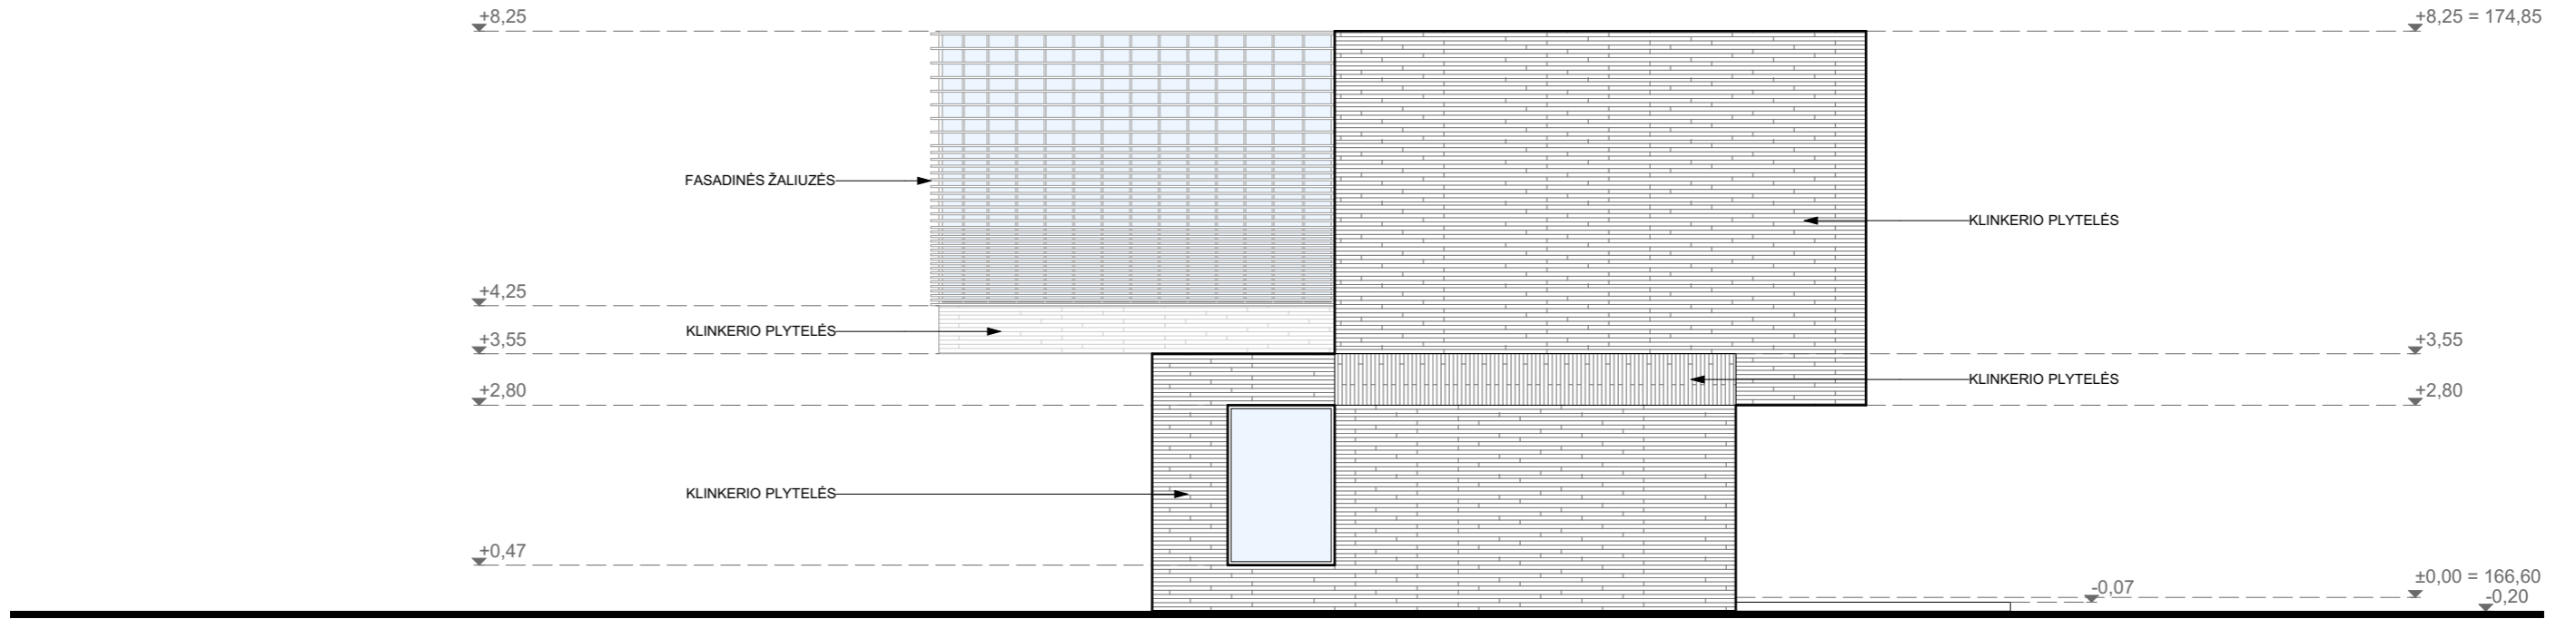 +8,25
+8,25 = 174,85
FASADINĖS ŽALIUZĖS
KLINKERIO PLYTELĖS
+4,25
KLINKERIO PLYTELĖS
+3,55
+3,55
KLINKERIO PLYTELĖS
+2,80
+2,80
KLINKERIO PLYTELĖS
+0,47
-0,07
±0,00 = 166,60
-0,20